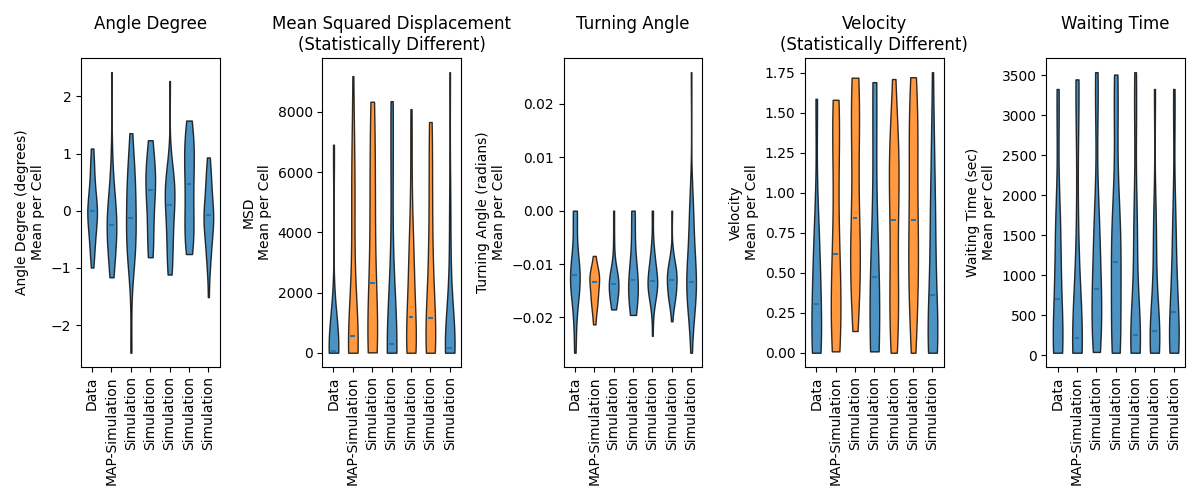 Angle Degree
Angle Degree (degrees)
Mean per Cell
2
1
0
−1
−2
Data
MAP-Simulation
Simulation
Simulation
Simulation
Simulation
Simulation
Mean Squared Displacement
(Statistically Different)
MSD
Mean per Cell
8000
6000
4000
2000
0
Data
MAP-Simulation
Simulation
Simulation
Simulation
Simulation
Simulation
Turning Angle
Turning Angle (radians)
Mean per Cell
0.02
0.01
0.00
−0.01
−0.02
Data
MAP-Simulation
Simulation
Simulation
Simulation
Simulation
Simulation
Velocity
(Statistically Different)
Velocity
Mean per Cell
1.75
1.50
1.25
1.00
0.75
0.50
0.25
0.00
Data
MAP-Simulation
Simulation
Simulation
Simulation
Simulation
Simulation
Waiting Time
Waiting Time (sec)
Mean per Cell
3500
3000
2500
2000
1500
1000
500
0
Data
MAP-Simulation
Simulation
Simulation
Simulation
Simulation
Simulation